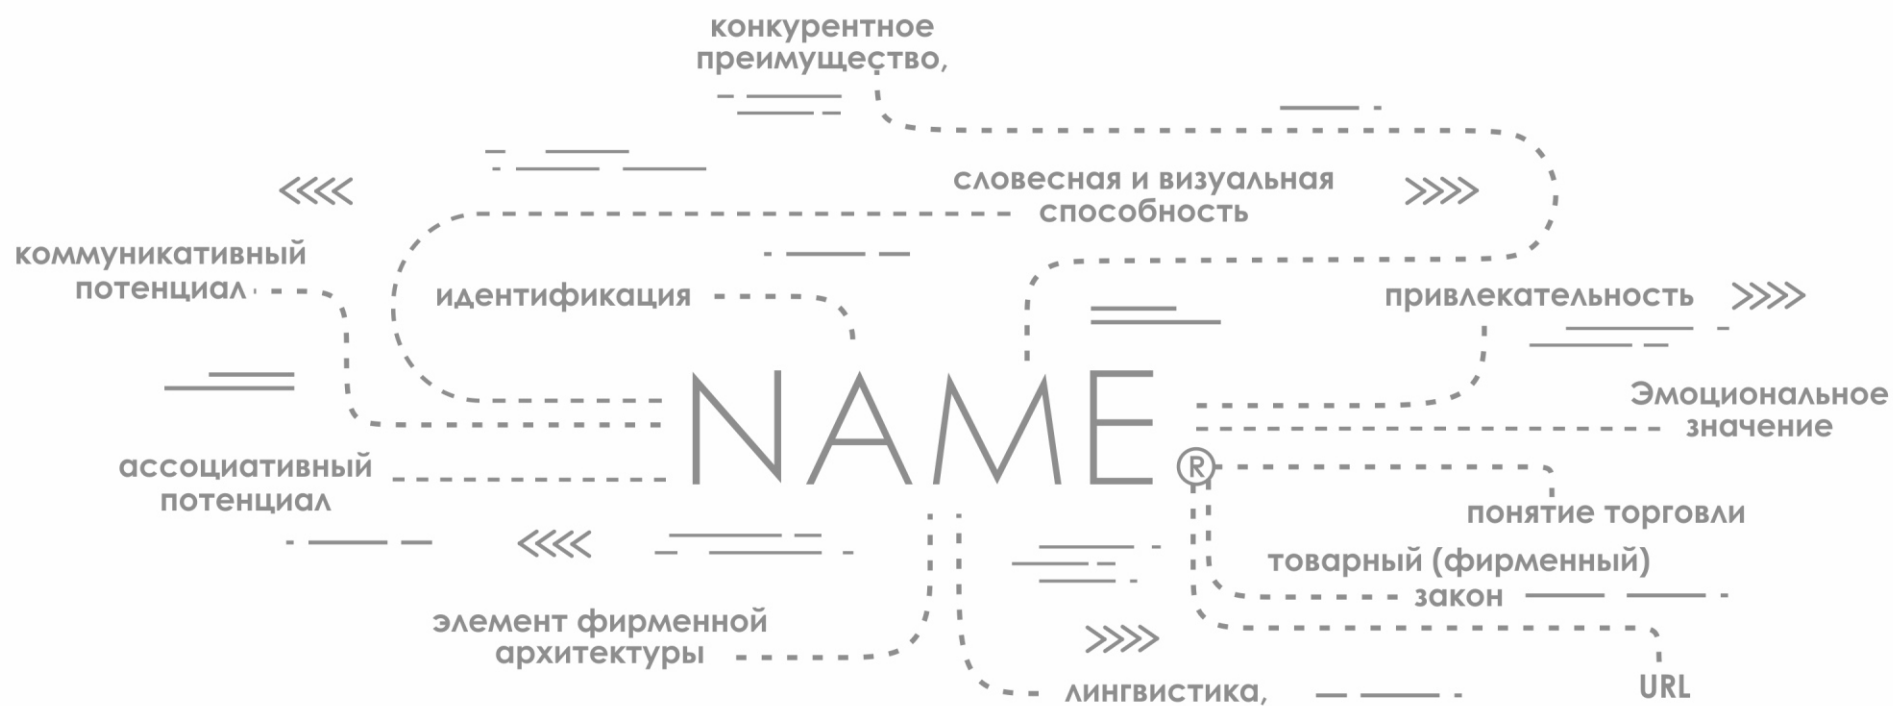 конкурентное
преимущество,
словесная и визуальная
способность
коммуникативный
потенциал
идентификация
привлекательность
NAME®
Эмоциональное
значение
ассоциативный
потенциал
понятие торговли
товарный (фирменный)
закон
элемент фирменной
архитектуры
URL
лингвистика,